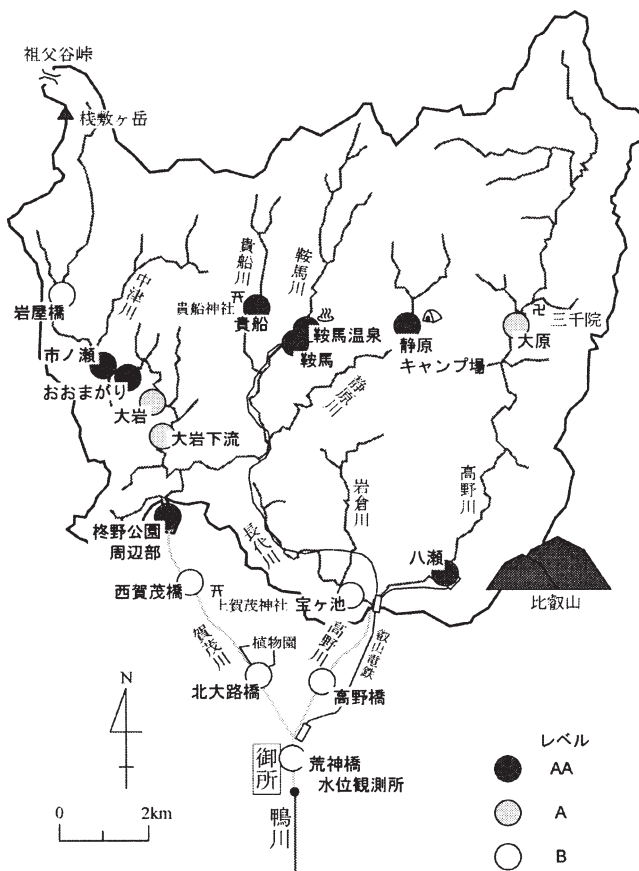 祖父谷峠
桟敷ヶ岳
岩屋橋
中津川
貴船川
鞍馬川
貴船神社
貴船
鞍馬温泉
鞍馬
静原
キャンプ場
三千院
大原
市ノ瀬
おおまがり
大岩
大岩下流
静原川
高野川
岩倉川
長代川
柊野公園
周辺部
八瀬
比叡山
西賀茂橋
上賀茂神社
宝ヶ池
賀茂川
植物園
高野川
叡山電鉄
北大路橋
高野橋
N
御所
荒神橋
水位観測所
鴨川
0 2km
レベル
AA
A
B